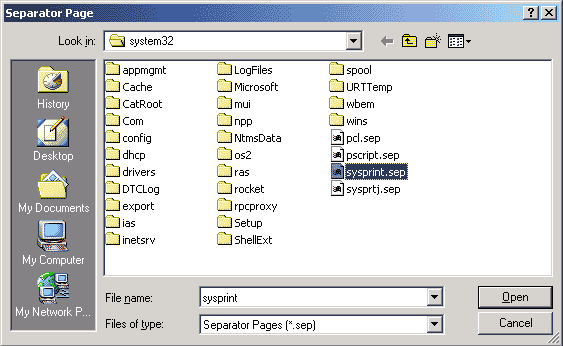 Separator Page
Look in: system32
History
Desktop
My Documents
My Computer
My Network P...
appmgmt
Cache
CatRoot
Com
config
dhcp
drivers
DTCLog
export
ias
inetsrv
LogFiles
Microsoft
mui
npp
NtmsData
os2
ras
rocket
rpcproxy
Setup
ShellExt
spool
URTTemp
wbem
wins
pcl.sep
pscript.sep
sysprint.sep
sysprtj.sep
File name: sysprint
Open
Files of type: Separator Pages (*.sep)
Cancel